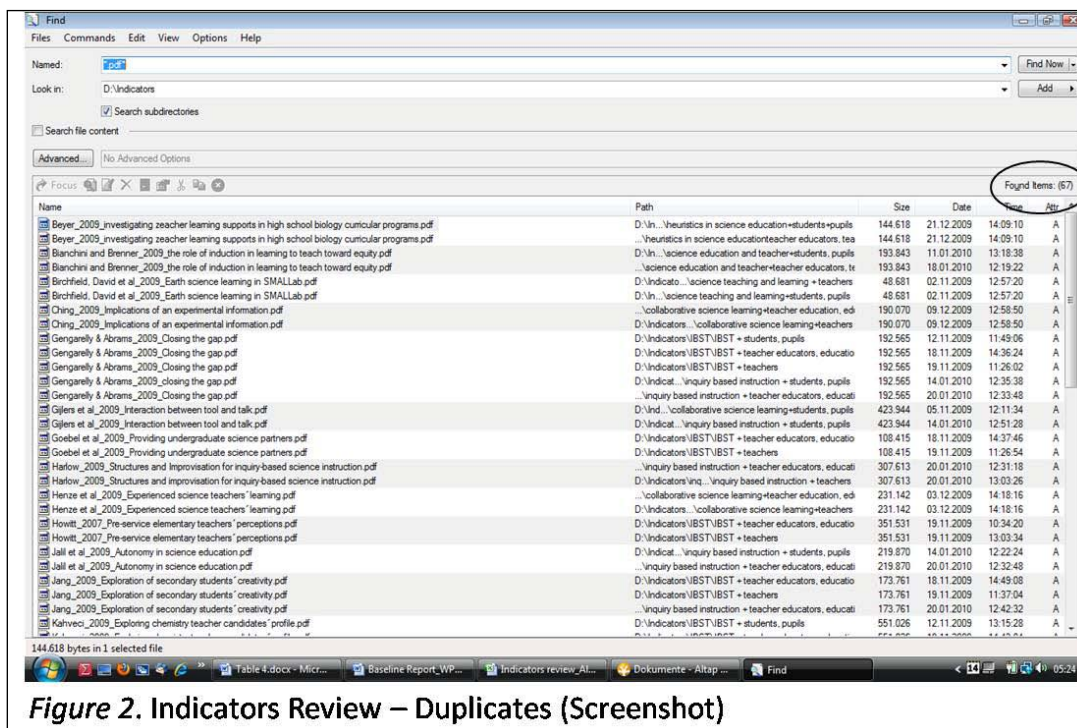 Find
Files Commands Edit View Options Help
Named: *.pdf* Find Now
Look in: D:\Indicators Add
Search subdirectories
Search file content
Advanced... No Advanced Options
Focus Found Items: (67)
Name Path Size Date Time Attr
Beyer_2009_investigating zeacher learning supports in high school biology curricular programs.pdf D:\In...\heuristics in science education+students+pupils 144.618 21.12.2009 14:09:10 A
Beyer_2009_investigating zeacher learning supports in high school biology curricular programs.pdf ...\heuristics in science educationteacher educators, tea 144.618 21.12.2009 14:09:10 A
Bianchini and Brenner_2009_the role of induction in learning to teach toward equity.pdf D:\In...\science education and teacher+students, pupils 193.843 11.01.2010 13:18:38 A
Bianchini and Brenner_2009_the role of induction in learning to teach toward equity.pdf ...\science education and teacher+teacher educators, te 193.843 18.01.2010 12:19:22 A
Birchfield, David et al_2009_Earth science learning in SMALLab.pdf D:\Indicato...\science teaching and learning + teachers 48.681 02.11.2009 12:57:20 A
Birchfield, David et al_2009_Earth science learning in SMALLab.pdf D:\In...\science teaching and learning+students, pupils 48.681 02.11.2009 12:57:20 A
Ching_2009_Implications of an experimental information.pdf ...\collaborative science learning+teacher education, edi 190.070 09.12.2009 12:58:50 A
Ching_2009_Implications of an experimental information.pdf D:\Indicators...\collaborative science learning+teachers 190.070 09.12.2009 12:58:50 A
Gengarelly & Abrams_2009_Closing the gap.pdf D:\Indicators\IBST\IBST + students, pupils 192.565 12.11.2009 11:49:06 A
Gengarelly & Abrams_2009_Closing the gap.pdf D:\Indicators\IBST\IBST + teacher educators, educatio 192.565 18.11.2009 14:36:24 A
Gengarelly & Abrams_2009_Closing the gap.pdf D:\Indicators\IBST\IBST + teachers 192.565 19.11.2009 11:26:02 A
Gengarelly & Abrams_2009_closing the gap.pdf D:\Indicat...\inquiry based instruction + students, pupils 192.565 14.01.2010 12:35:38 A
Gengarelly & Abrams_2009_Closing the gap.pdf ...\inquiry based instruction + teacher educators, educati 192.565 20.01.2010 12:33:48 A
Gijlers et al_2009_Interaction between tool and talk.pdf D:\Ind...\collaborative science learning+students, pupils 423.944 05.11.2009 12:11:34 A
Gijlers et al_2009_Interaction between tool and talk.pdf D:\Indicat...\inquiry based instruction + students, pupils 423.944 14.01.2010 12:51:28 A
Goebel et al_2009_Providing undergraduate science partners.pdf D:\Indicators\IBST\IBST + teacher educators, educatio 108.415 18.11.2009 14:37:46 A
Goebel et al_2009_Providing undergraduate science partners.pdf D:\Indicators\IBST\IBST + teachers 108.415 19.11.2009 11:26:54 A
Harlow_2009_Structures and Improvisation for inquiry-based science instruction.pdf ...\inquiry based instruction + teacher educators, educati 307.613 20.01.2010 12:31:18 A
Harlow_2009_Structures and improvisation for inquiry-based science instruction.pdf D:\Indicators\inq...\inquiry based instruction + teachers 307.613 20.01.2010 13:03:26 A
Henze et al_2009_Experienced science teachers´learning.pdf ...\collaborative science learning+teacher education, edi 231.142 03.12.2009 14:18:16 A
Henze et al_2009_Experienced science teachers´learning.pdf D:\Indicators...\collaborative science learning+teachers 231.142 03.12.2009 14:18:16 A
Howitt_2007_Pre-service elementary teachers´perceptions.pdf D:\Indicators\IBST\IBST + teacher educators, educatio 351.531 19.11.2009 10:34:20 A
Howitt_2007_Pre-service elementary teachers´perceptions.pdf D:\Indicators\IBST\IBST + teachers 351.531 19.11.2009 13:03:34 A
Jalil et al_2009_Autonomy in science education.pdf D:\Indicat...\inquiry based instruction + students, pupils 219.870 14.01.2010 12:22:24 A
Jalil et al_2009_Autonomy in science education.pdf ...\inquiry based instruction + teacher educators, educati 219.870 20.01.2010 12:32:48 A
Jang_2009_Exploration of secondary students´creativity.pdf D:\Indicators\IBST\IBST + teacher educators, educatio 173.761 18.11.2009 14:49:08 A
Jang_2009_Exploration of secondary students´creativity.pdf D:\Indicators\IBST\IBST + teachers 173.761 19.11.2009 11:37:04 A
Jang_2009_Exploration of secondary students´creativity.pdf ...\inquiry based instruction + teacher educators, educati 173.761 20.01.2010 12:42:32 A
Kahveci_2009_Exploring chemistry teacher candidates´profile.pdf D:\Indicators\IBST\IBST + students, pupils 551.026 12.11.2009 13:15:28 A
144.618 bytes in 1 selected file
Table 4.docx - Micr... Baseline Report_WP... Indicators review_Al... Dokumente - Altap ... Find 14 05:24
Figure 2. Indicators Review – Duplicates (Screenshot)